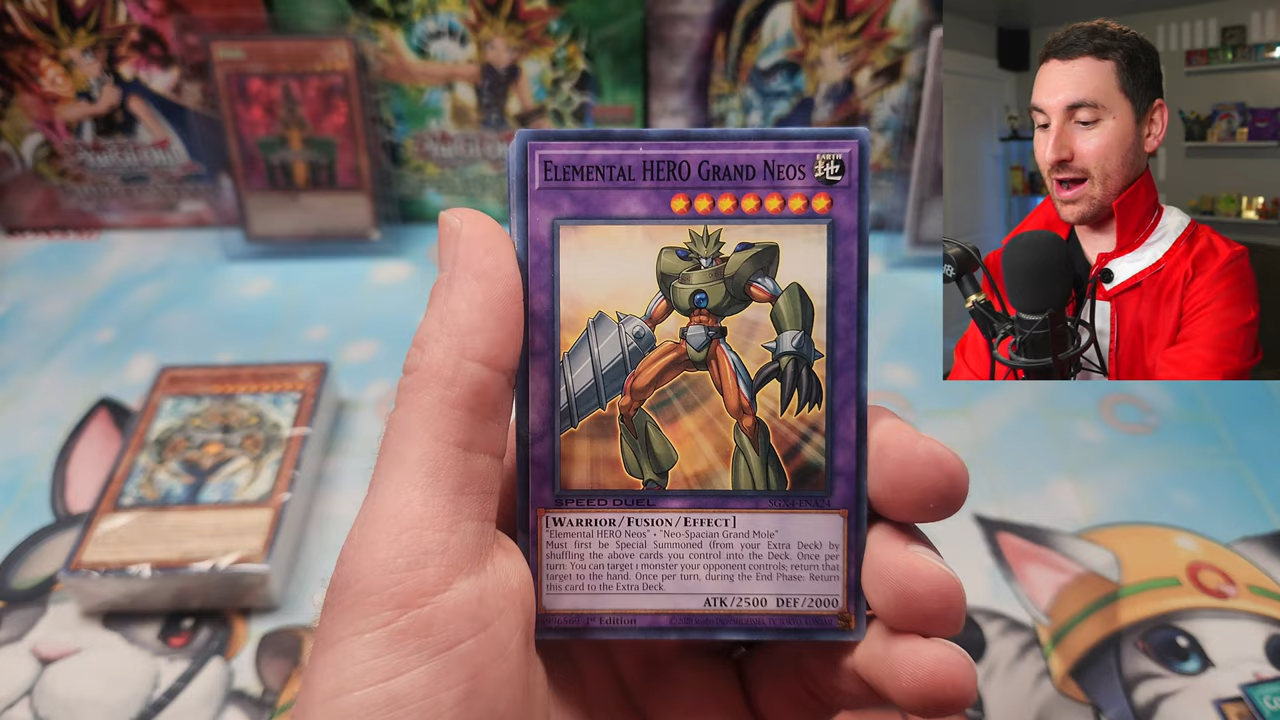 ELEMENTAL HERO GRAND NEOS
EARTH
地
SPEED DUEL
SGX4-ENA24
[WARRIOR/FUSION/EFFECT]
"Elemental HERO Neos" + "Neo-Spacian Grand Mole"
Must first be Special Summoned (from your Extra Deck) by
shuffling the above cards you control into the Deck. Once per
turn: You can target 1 monster your opponent controls; return that
target to the hand. Once per turn, during the End Phase: Return
this card to the Extra Deck.
ATK/2500 DEF/2000
1st Edition